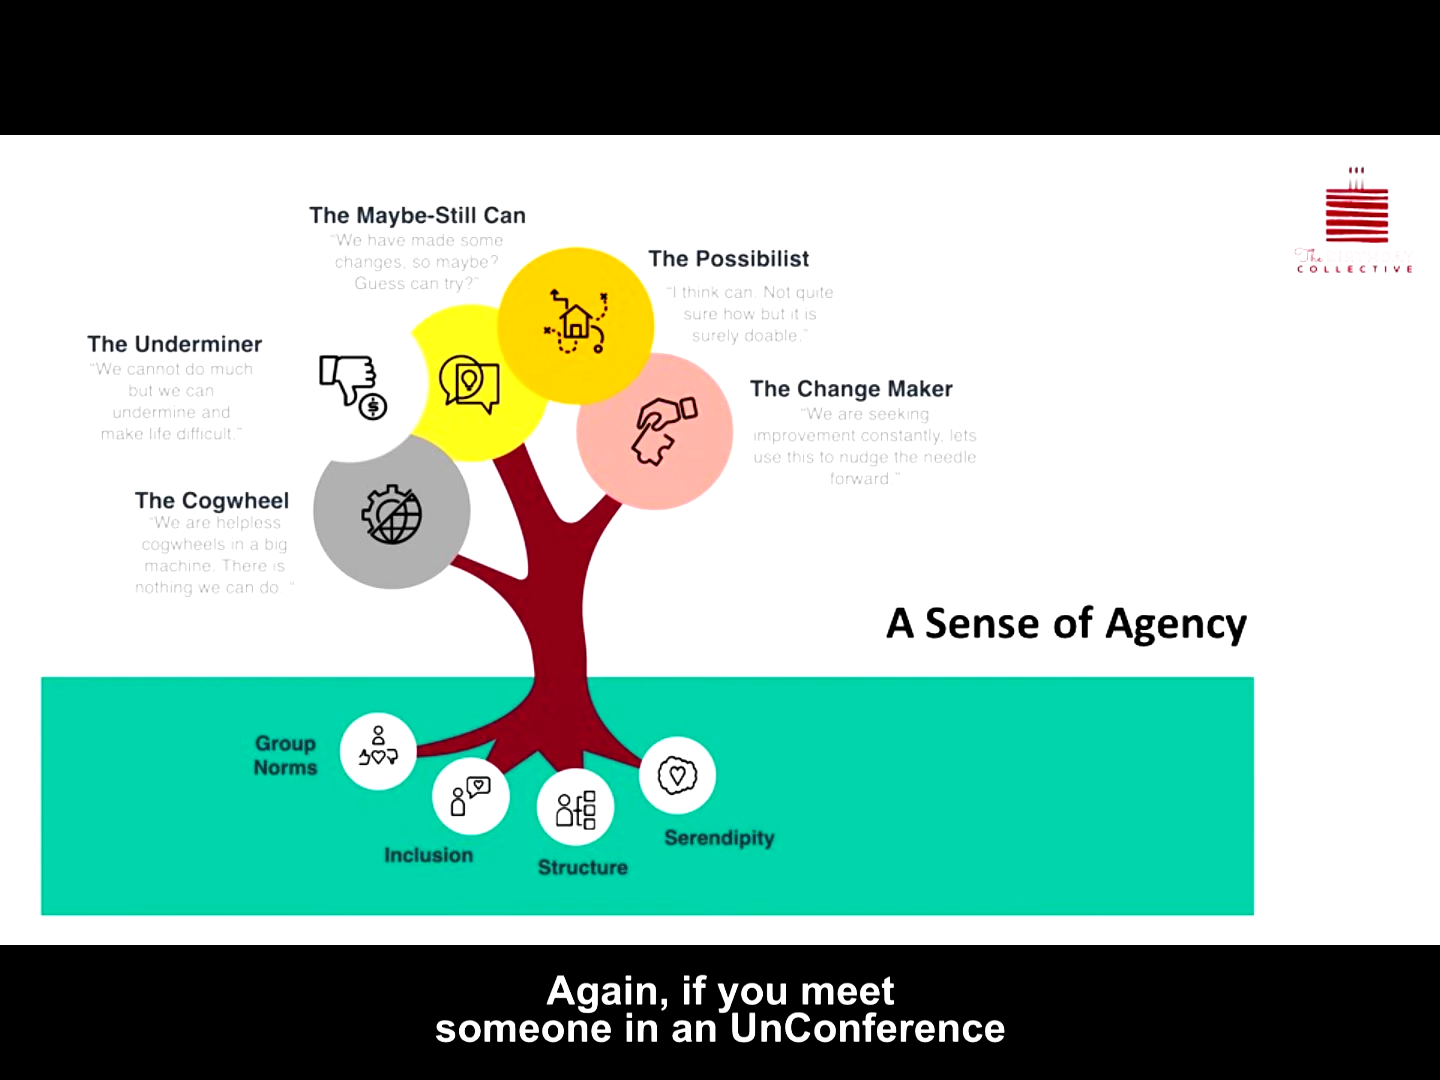 The Maybe-Still Can
"We have made some
changes, so maybe?
Guess can try?"
The Possibilist
"I think can. Not quite
sure how but it is
surely doable."
The Underminer
"We cannot do much
but we can
undermine and
make life difficult."
The Change Maker
"We are seeking
improvement constantly, lets
use this to nudge the needle
forward."
The Cogwheel
"We are helpless
cogwheels in a big
machine. There is
nothing we can do "
A Sense of Agency
Group
Norms
Inclusion
Structure
Serendipity
The
COLLECTIVE
Again, if you meet
someone in an UnConference